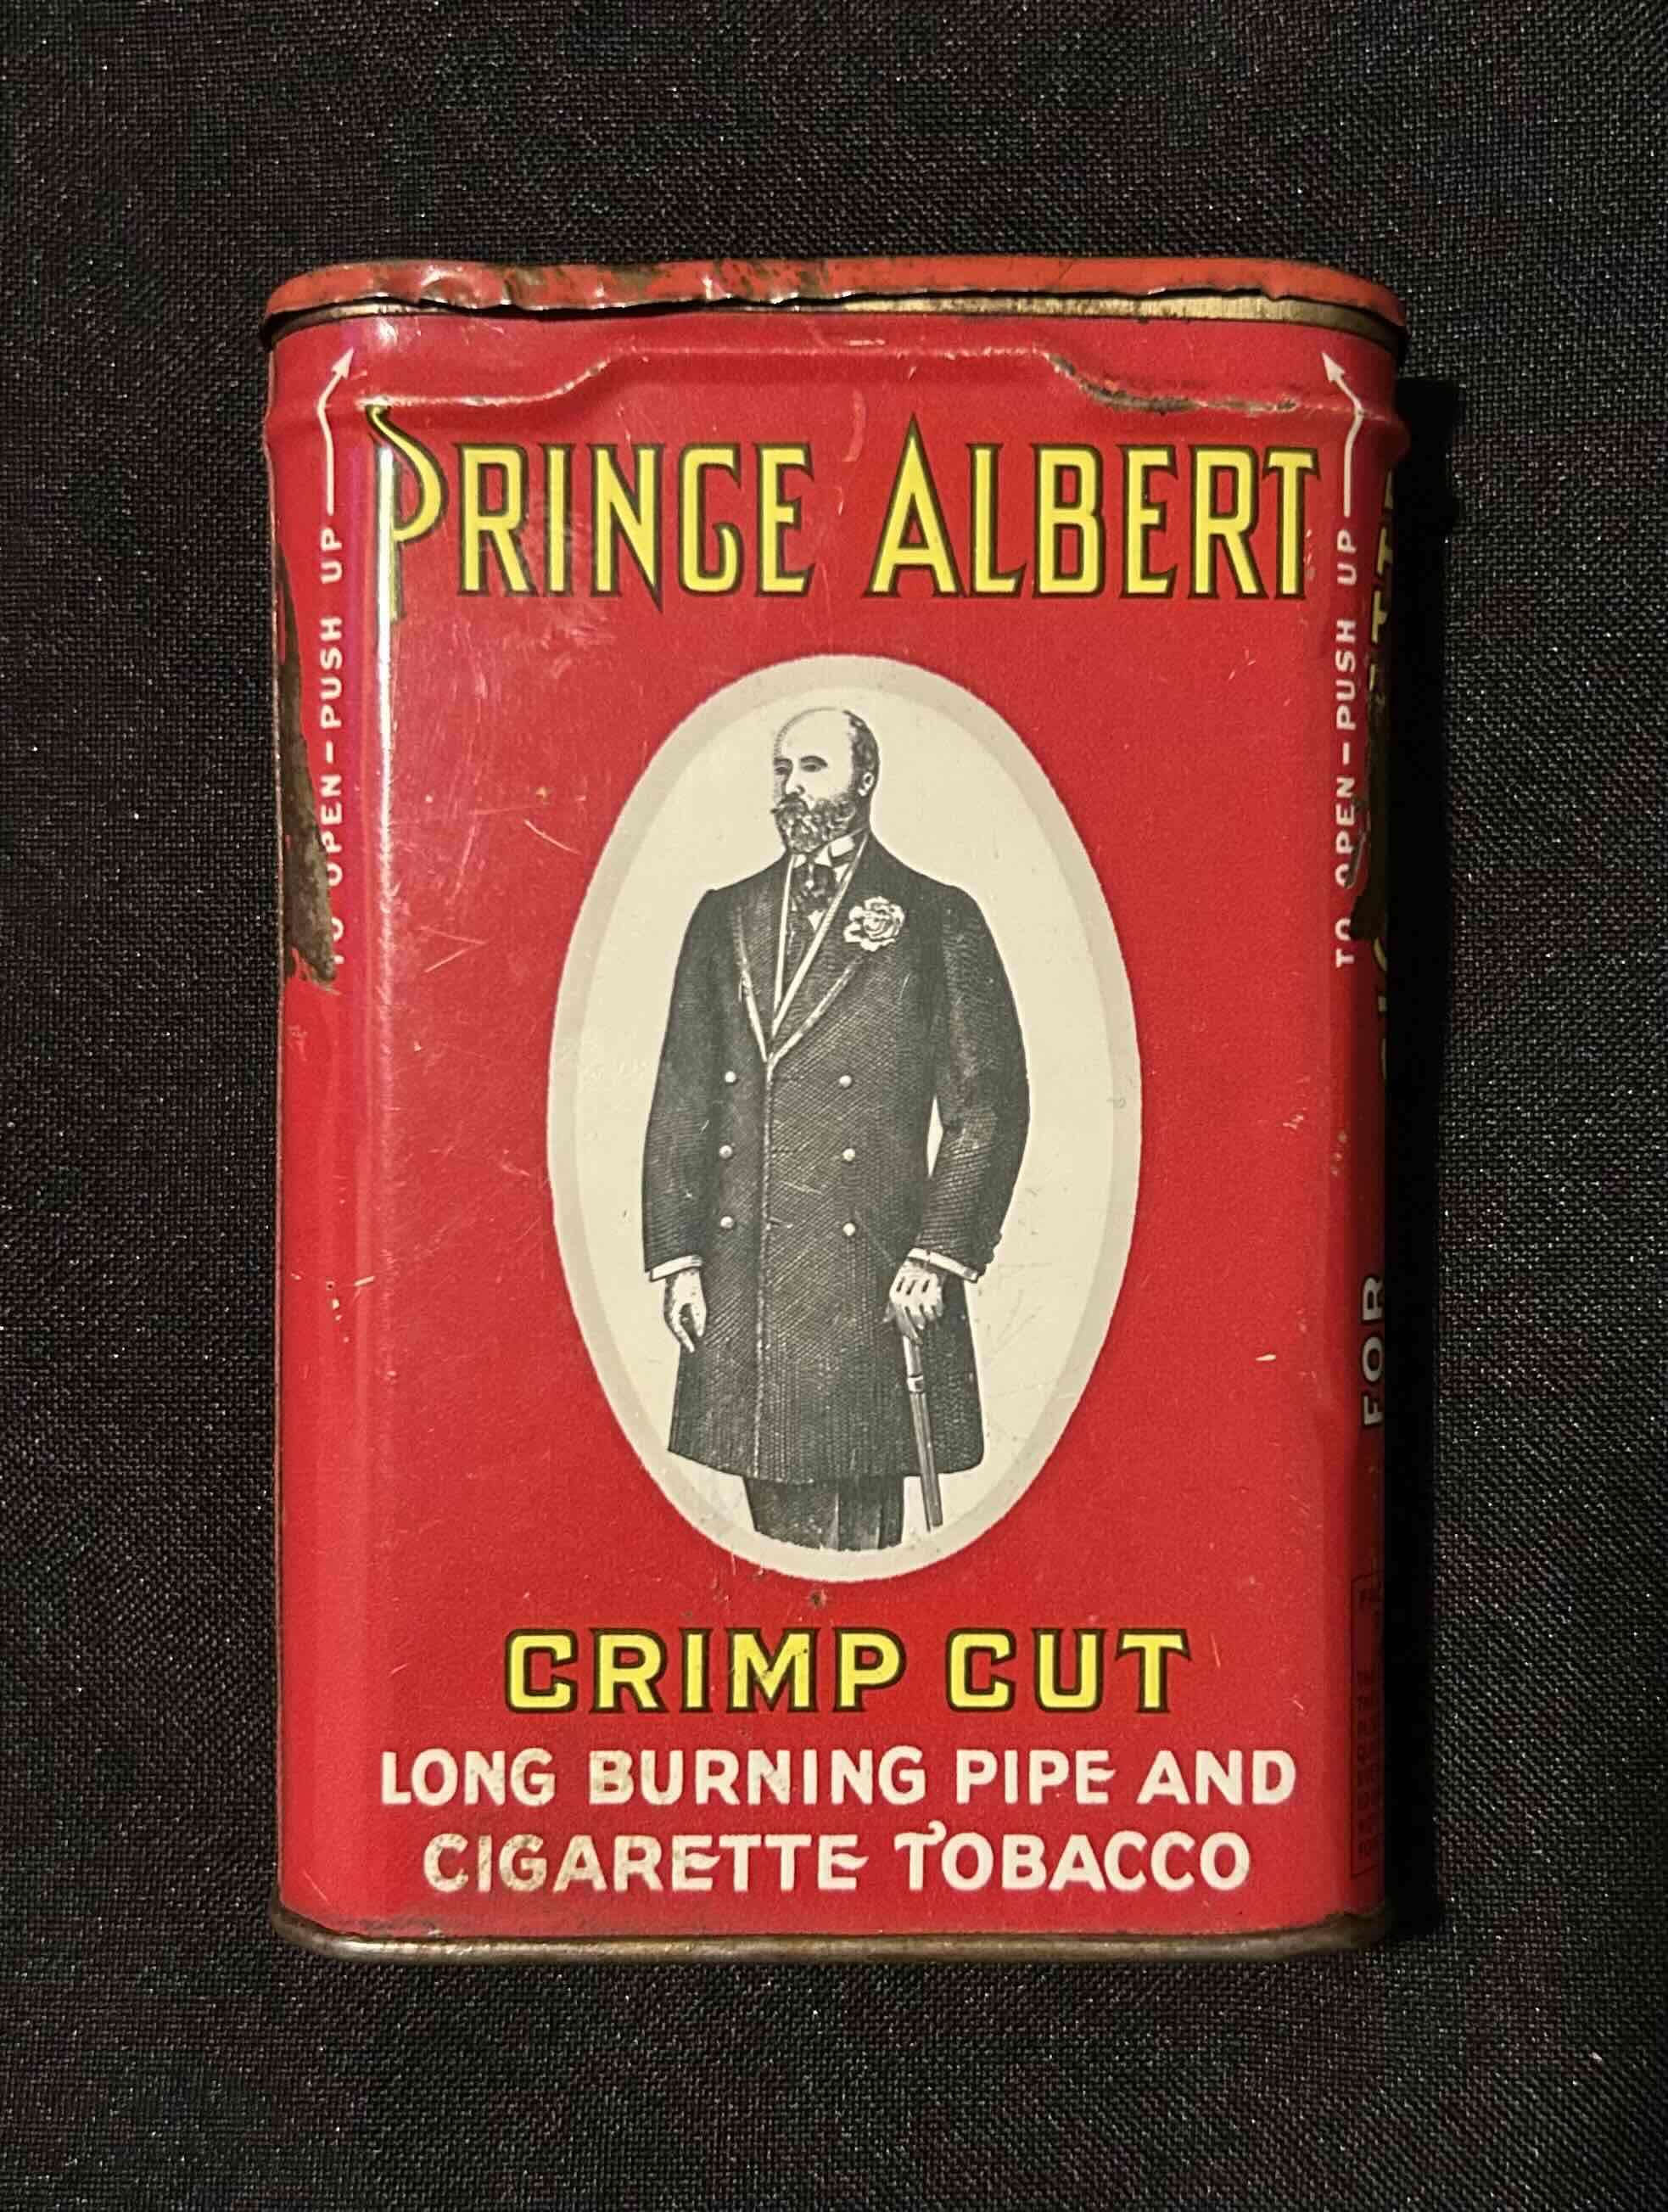 PRINCE ALBERT
TO OPEN-PUSH UP
TO OPEN-PUSH UP
FOR
CRIMP CUT
LONG BURNING PIPE AND
CIGARETTE TOBACCO